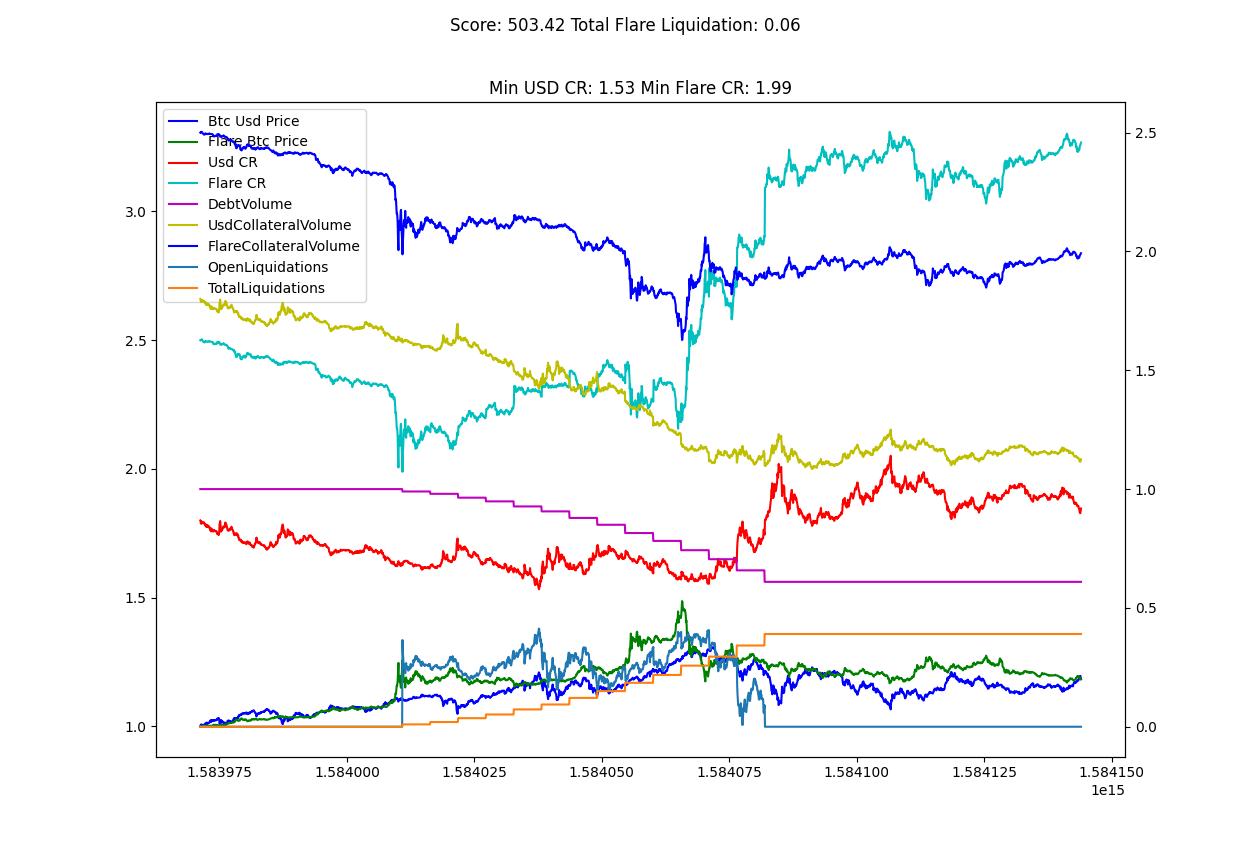 Score: 503.42 Total Flare Liquidation: 0.06
Min USD CR: 1.53 Min Flare CR: 1.99
Btc Usd Price
Flare Btc Price
Usd CR
Flare CR
DebtVolume
UsdCollateralVolume
FlareCollateralVolume
OpenLiquidations
TotalLiquidations
3.0
2.5
2.0
1.5
1.0
2.5
2.0
1.5
1.0
0.5
0.0
1.583975 1.584000 1.584025 1.584050 1.584075 1.584100 1.584125 1.584150
1e15